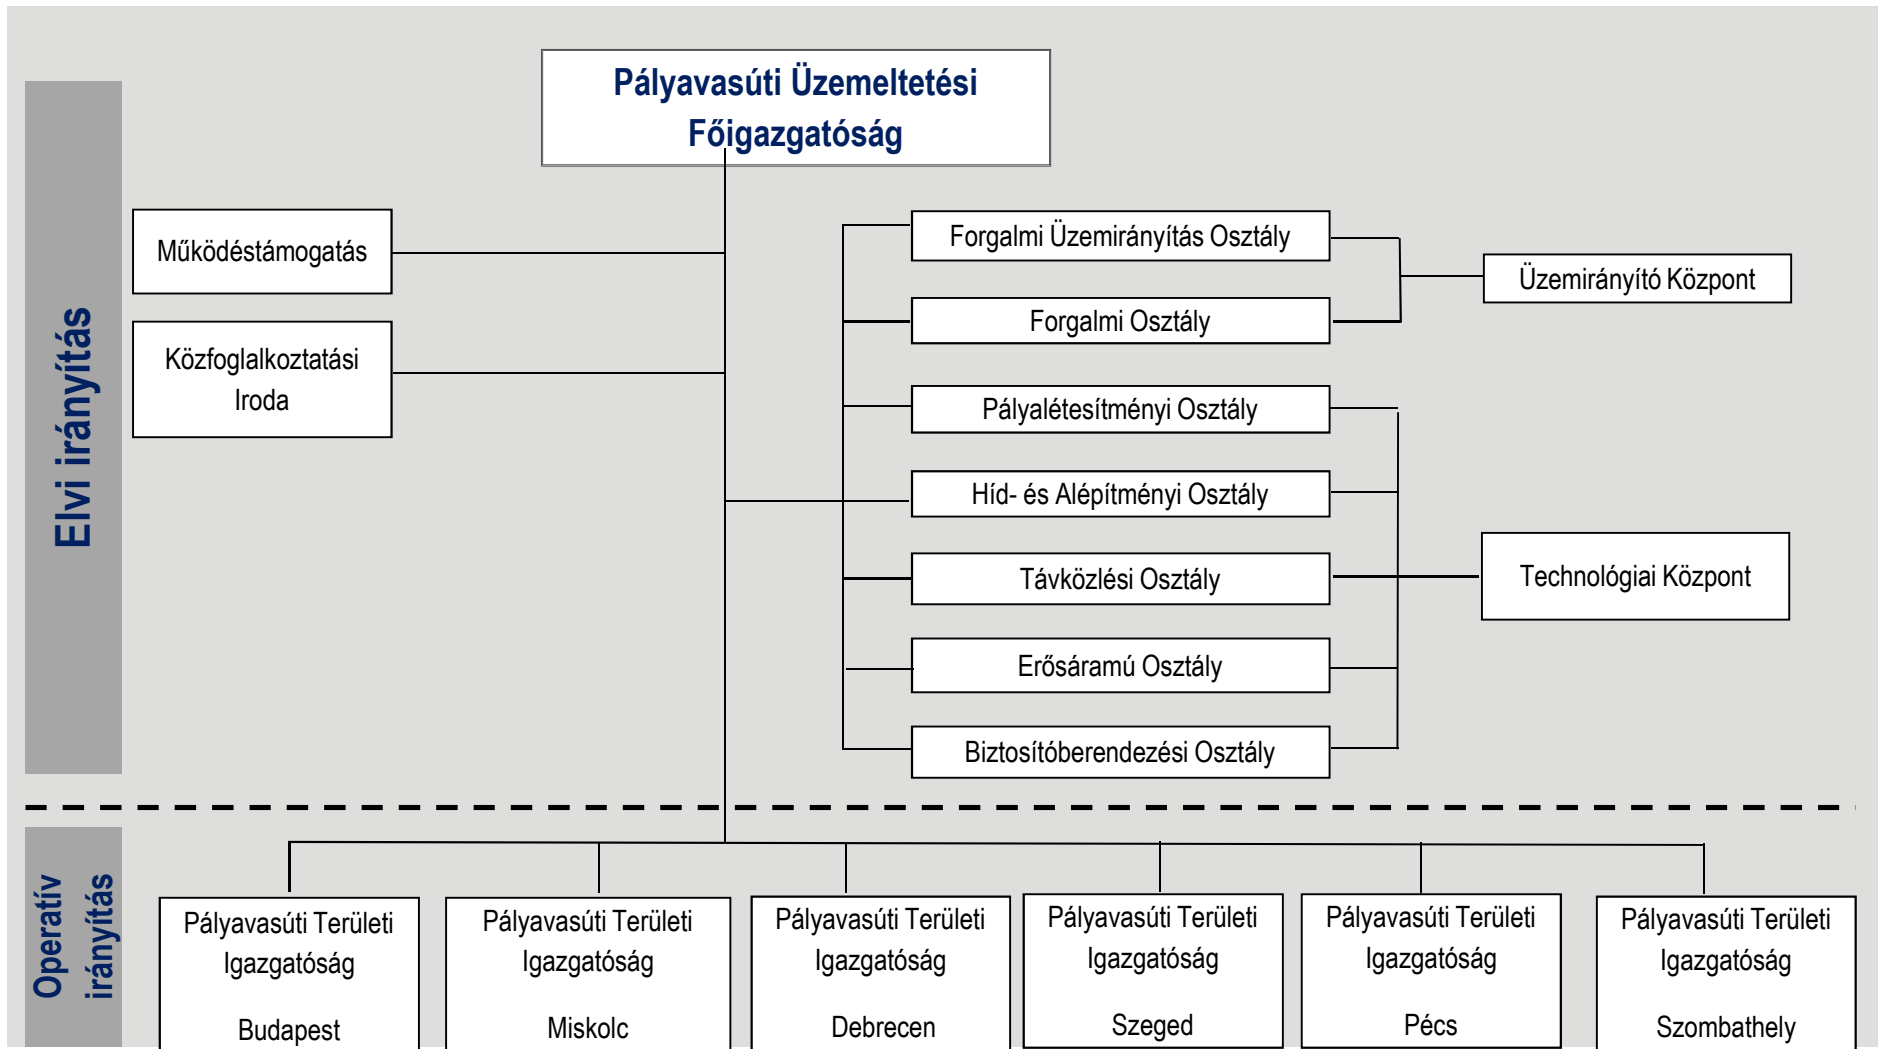 Pályavasúti Üzemeltetési
Főigazgatóság
Elvi irányítás
Működéstámogatás
Közfoglalkoztatási
Iroda
Forgalmi Üzemirányítás Osztály
Forgalmi Osztály
Üzemirányító Központ
Pályalétesítményi Osztály
Híd- és Alépítményi Osztály
Távközlési Osztály
Erősáramú Osztály
Biztosítóberendezési Osztály
Technológiai Központ
Operatív
irányítás
Pályavasúti Területi
Igazgatóság
Budapest
Pályavasúti Területi
Igazgatóság
Miskolc
Pályavasúti Területi
Igazgatóság
Debrecen
Pályavasúti Területi
Igazgatóság
Szeged
Pályavasúti Területi
Igazgatóság
Pécs
Pályavasúti Területi
Igazgatóság
Szombathely